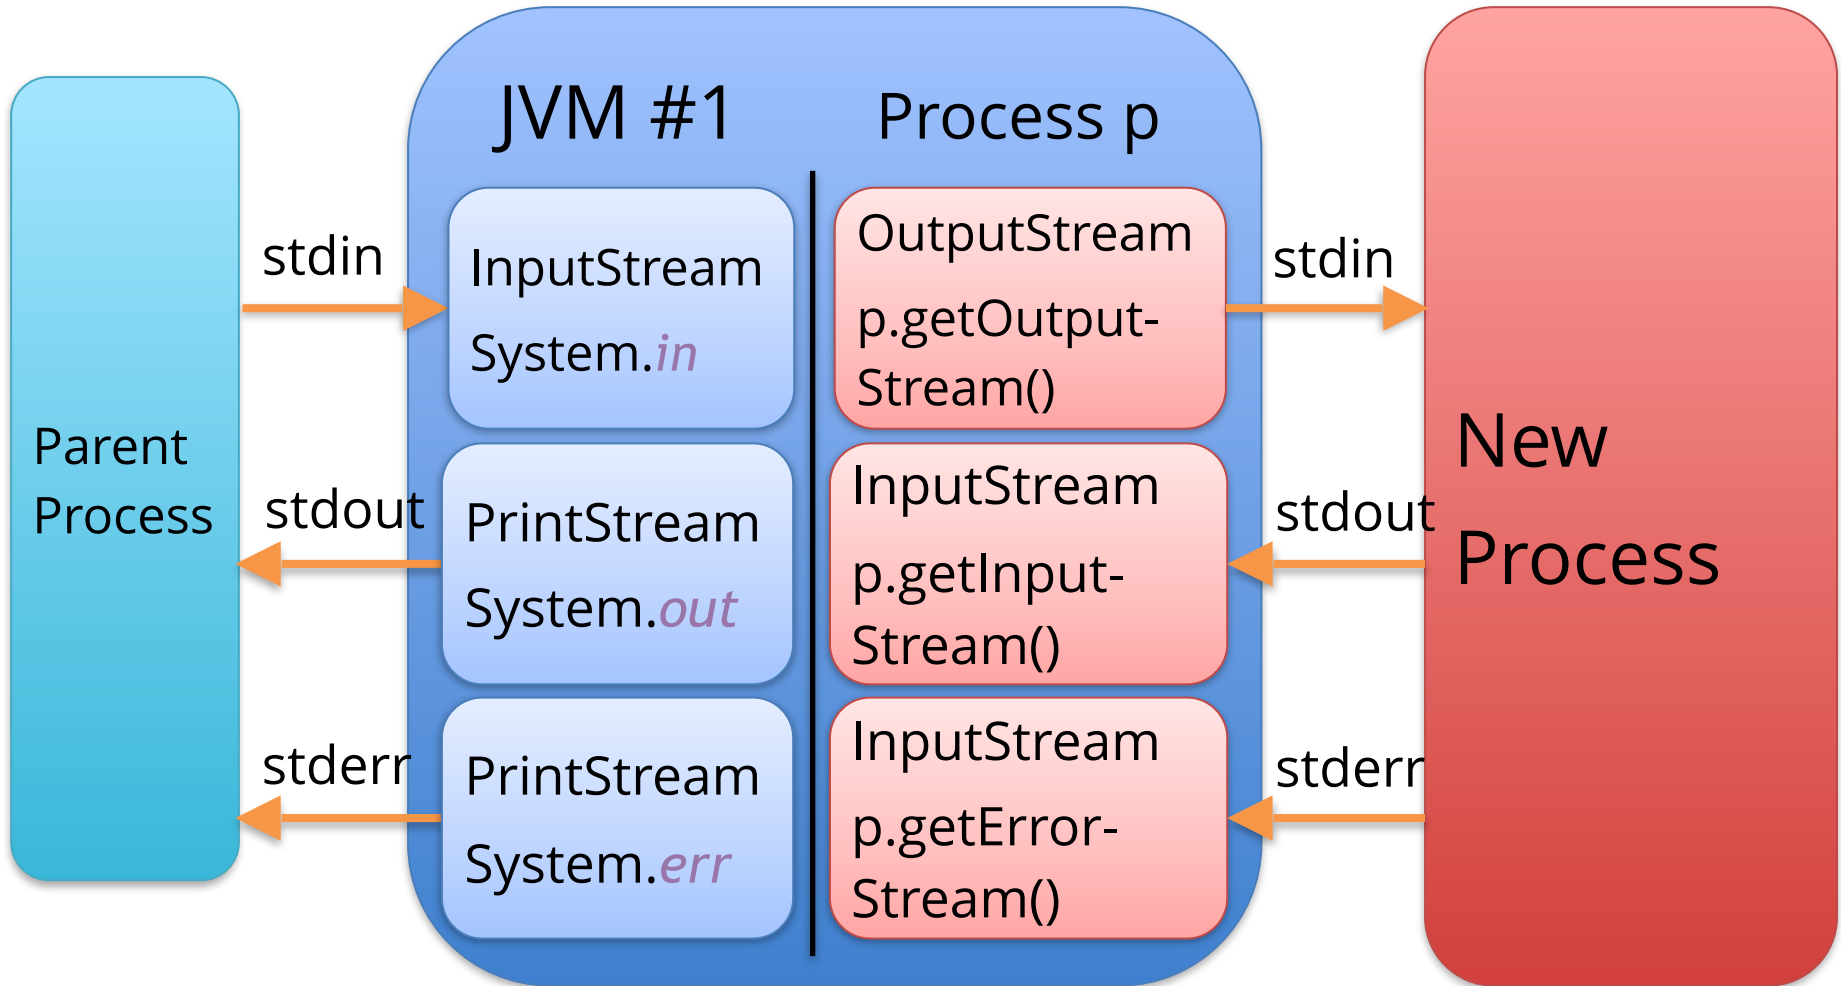 JVM #1
Process p
Parent
Process
stdin
InputStream
System.in
OutputStream
p.getOutput-
Stream()
stdin
stdout
PrintStream
System.out
InputStream
p.getInput-
Stream()
stdout
stderr
PrintStream
System.err
InputStream
p.getError-
Stream()
stderr
New
Process